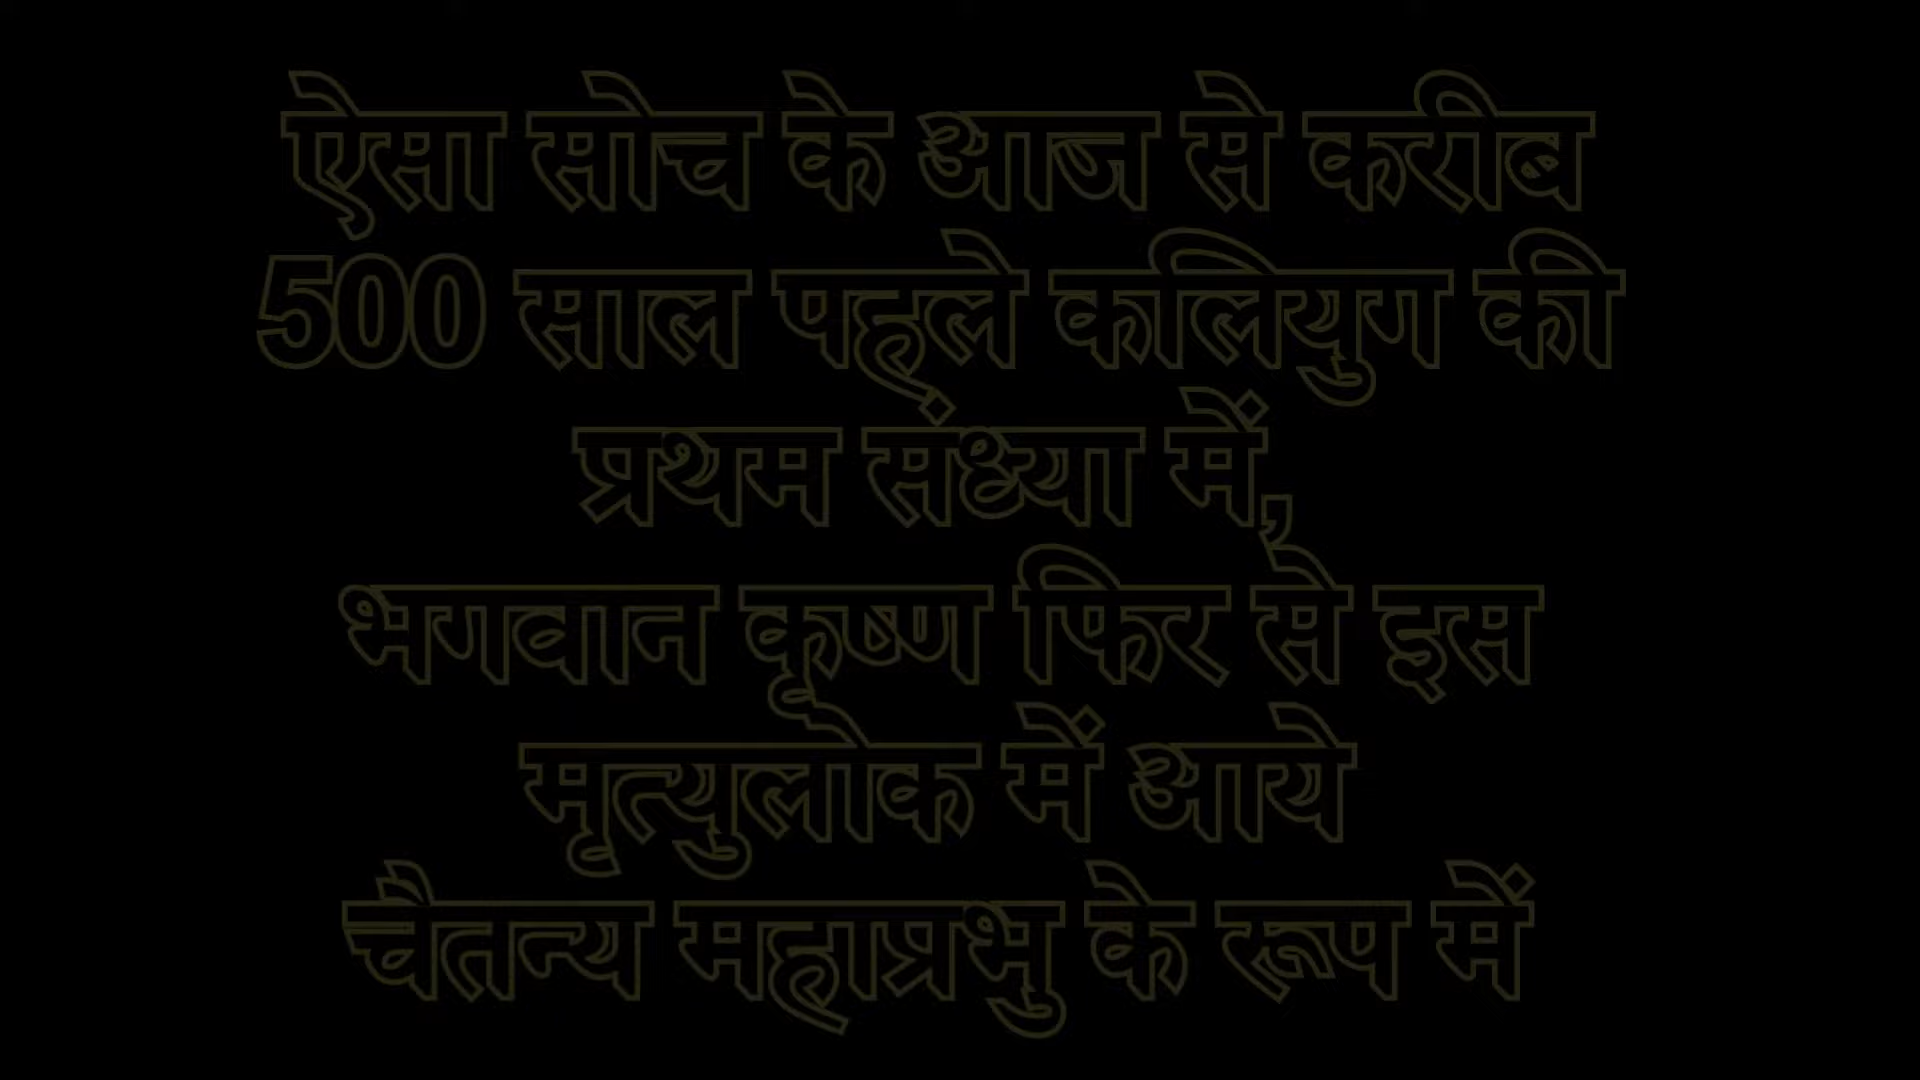 ऐसा सोच के आज से करीब
500 साल पहले कलियुग की
प्रथम संध्या में,
भगवान कृष्ण फिर से इस
मृत्युलोक में आये
चैतन्य महाप्रभु के रूप में